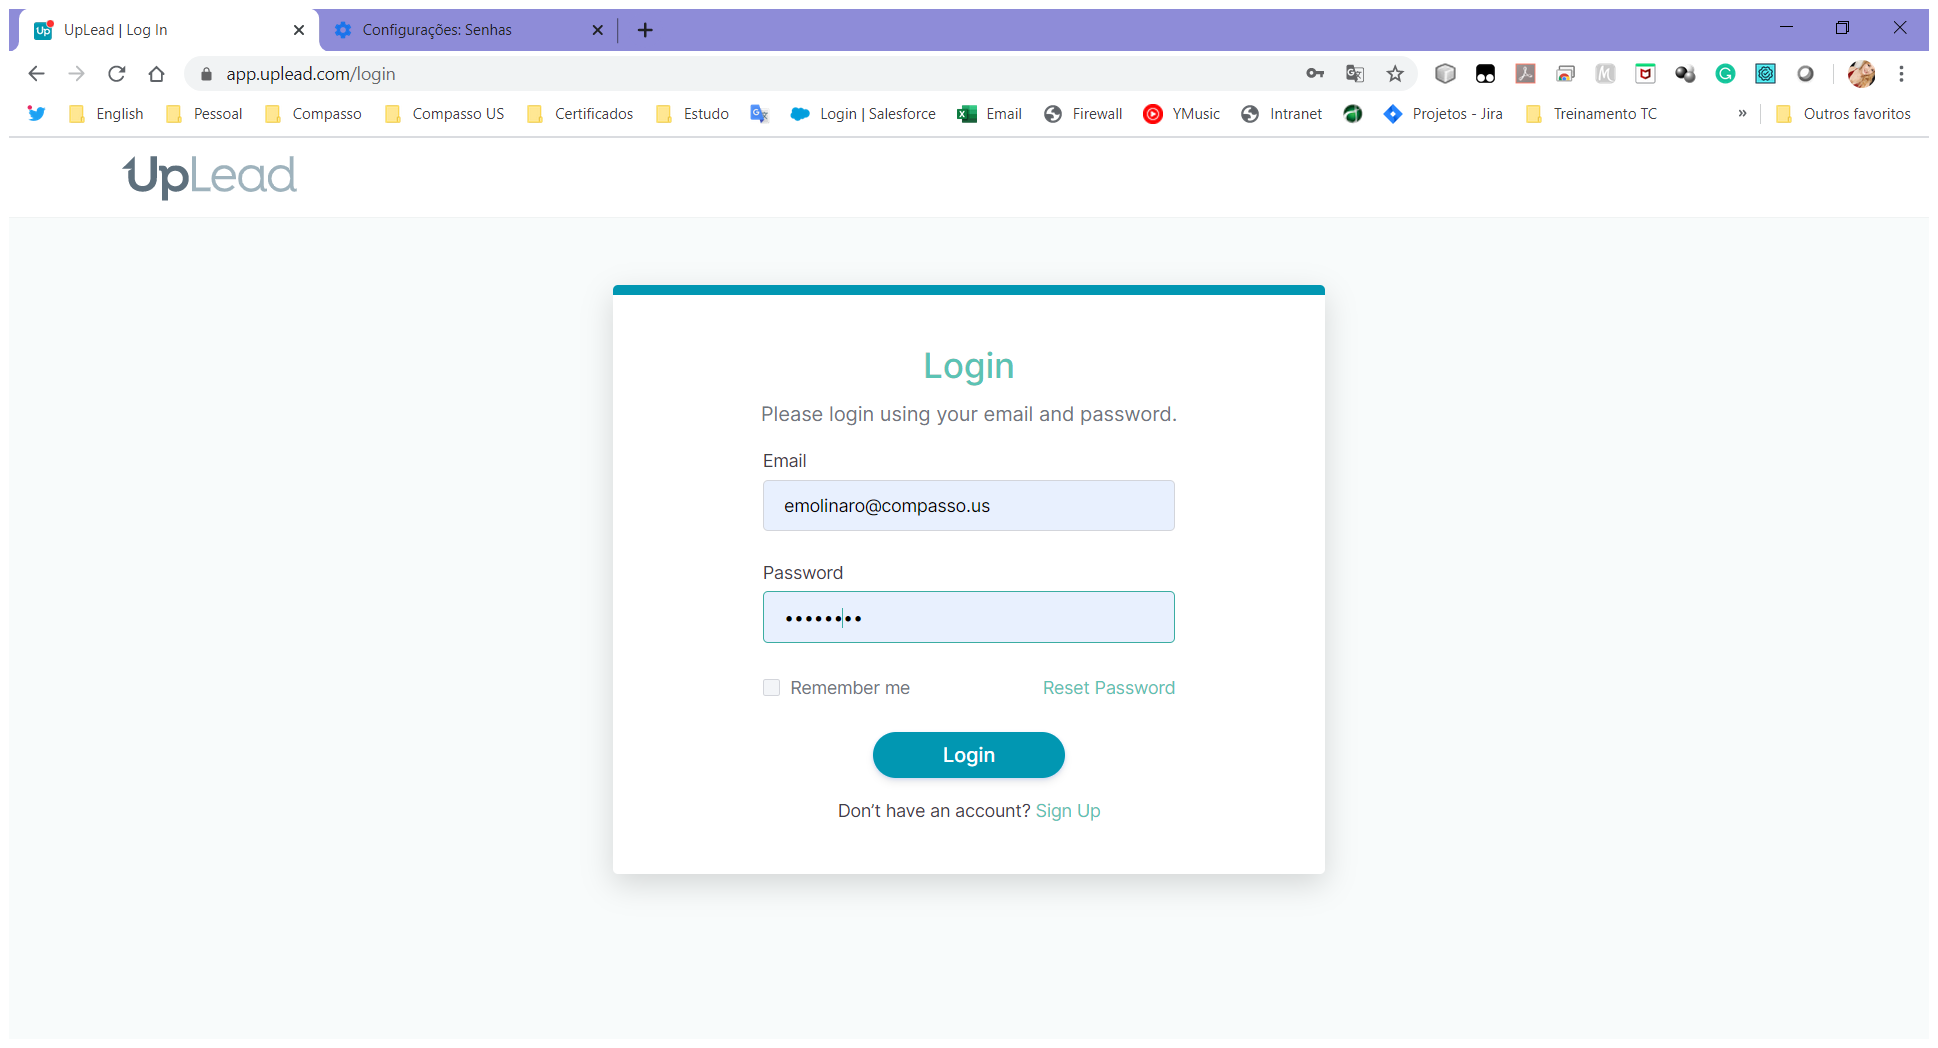 UpLead | Log In
Configurações: Senhas
app.uplead.com/login
English Pessoal Compasso Compasso US Certificados Estudo Login | Salesforce Email Firewall YMusic Intranet Projetos - Jira Treinamento TC » Outros favoritos
UpLead
Login
Please login using your email and password.
Email
emolinaro@compasso.us
Password
••••••••
Remember me Reset Password
Login
Don’t have an account? Sign Up